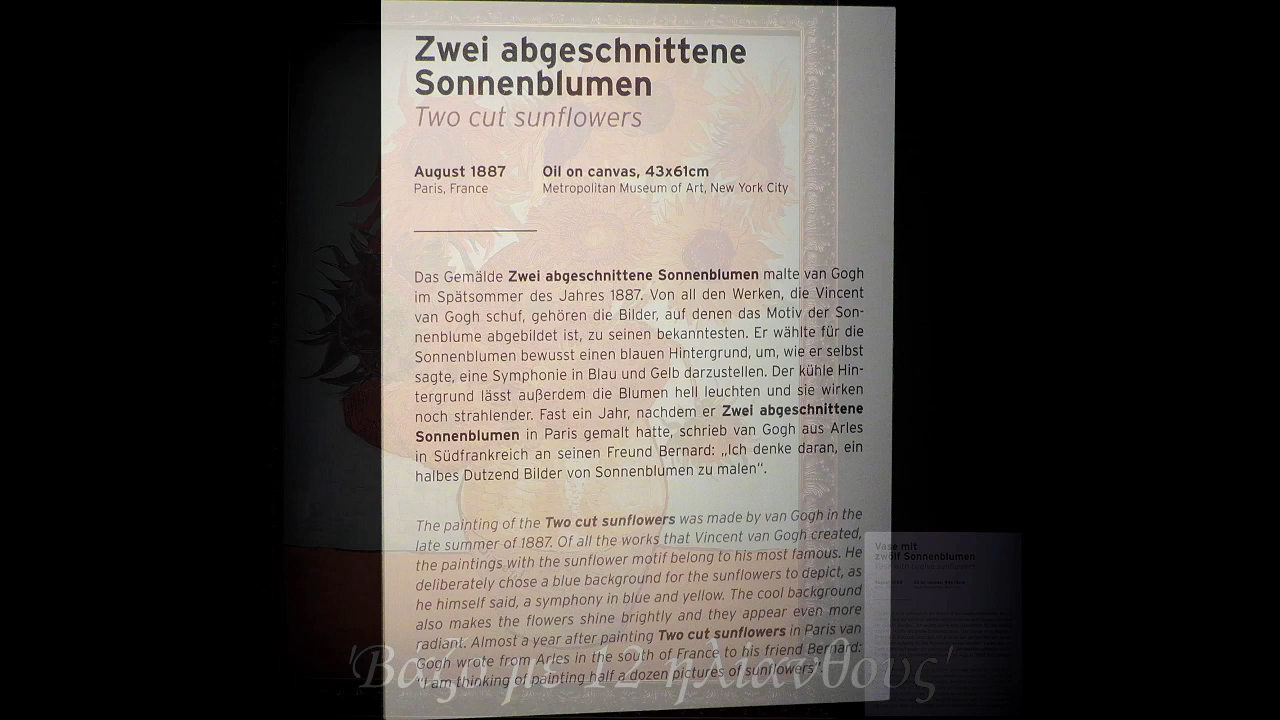 Zwei abgeschnittene
Sonnenblumen
Two cut sunflowers
August 1887
Paris, France
Oil on canvas, 43x61cm
Metropolitan Museum of Art, New York City
Das Gemälde Zwei abgeschnittene Sonnenblumen malte van Gogh
im Spätsommer des Jahres 1887. Von all den Werken, die Vincent
van Gogh schuf, gehören die Bilder, auf denen das Motiv der Son-
nenblume abgebildet ist, zu seinen bekanntesten. Er wählte für die
Sonnenblumen bewusst einen blauen Hintergrund, um, wie er selbst
sagte, eine Symphonie in Blau und Gelb darzustellen. Der kühle Hin-
tergrund lässt außerdem die Blumen hell leuchten und sie wirken
noch strahlender. Fast ein Jahr, nachdem er Zwei abgeschnittene
Sonnenblumen in Paris gemalt hatte, schrieb van Gogh aus Arles
in Südfrankreich an seinen Freund Bernard: „Ich denke daran, ein
halbes Dutzend Bilder von Sonnenblumen zu malen“.
The painting of the Two cut sunflowers was made by van Gogh in the
late summer of 1887. Of all the works that Vincent van Gogh created,
the paintings with the sunflower motif belong to his most famous. He
deliberately chose a blue background for the sunflowers to depict, as
he himself said, a symphony in blue and yellow. The cool background
also makes the flowers shine brightly and they appear even more
radiant. Almost a year after painting Two cut sunflowers in Paris van
Gogh wrote from Arles in the south of France to his friend Bernard:
"I am thinking of painting half a dozen pictures of sunflowers".
Vase mit
zwölf Sonnenblumen
'Βάζο με 12 ηλίανθους'